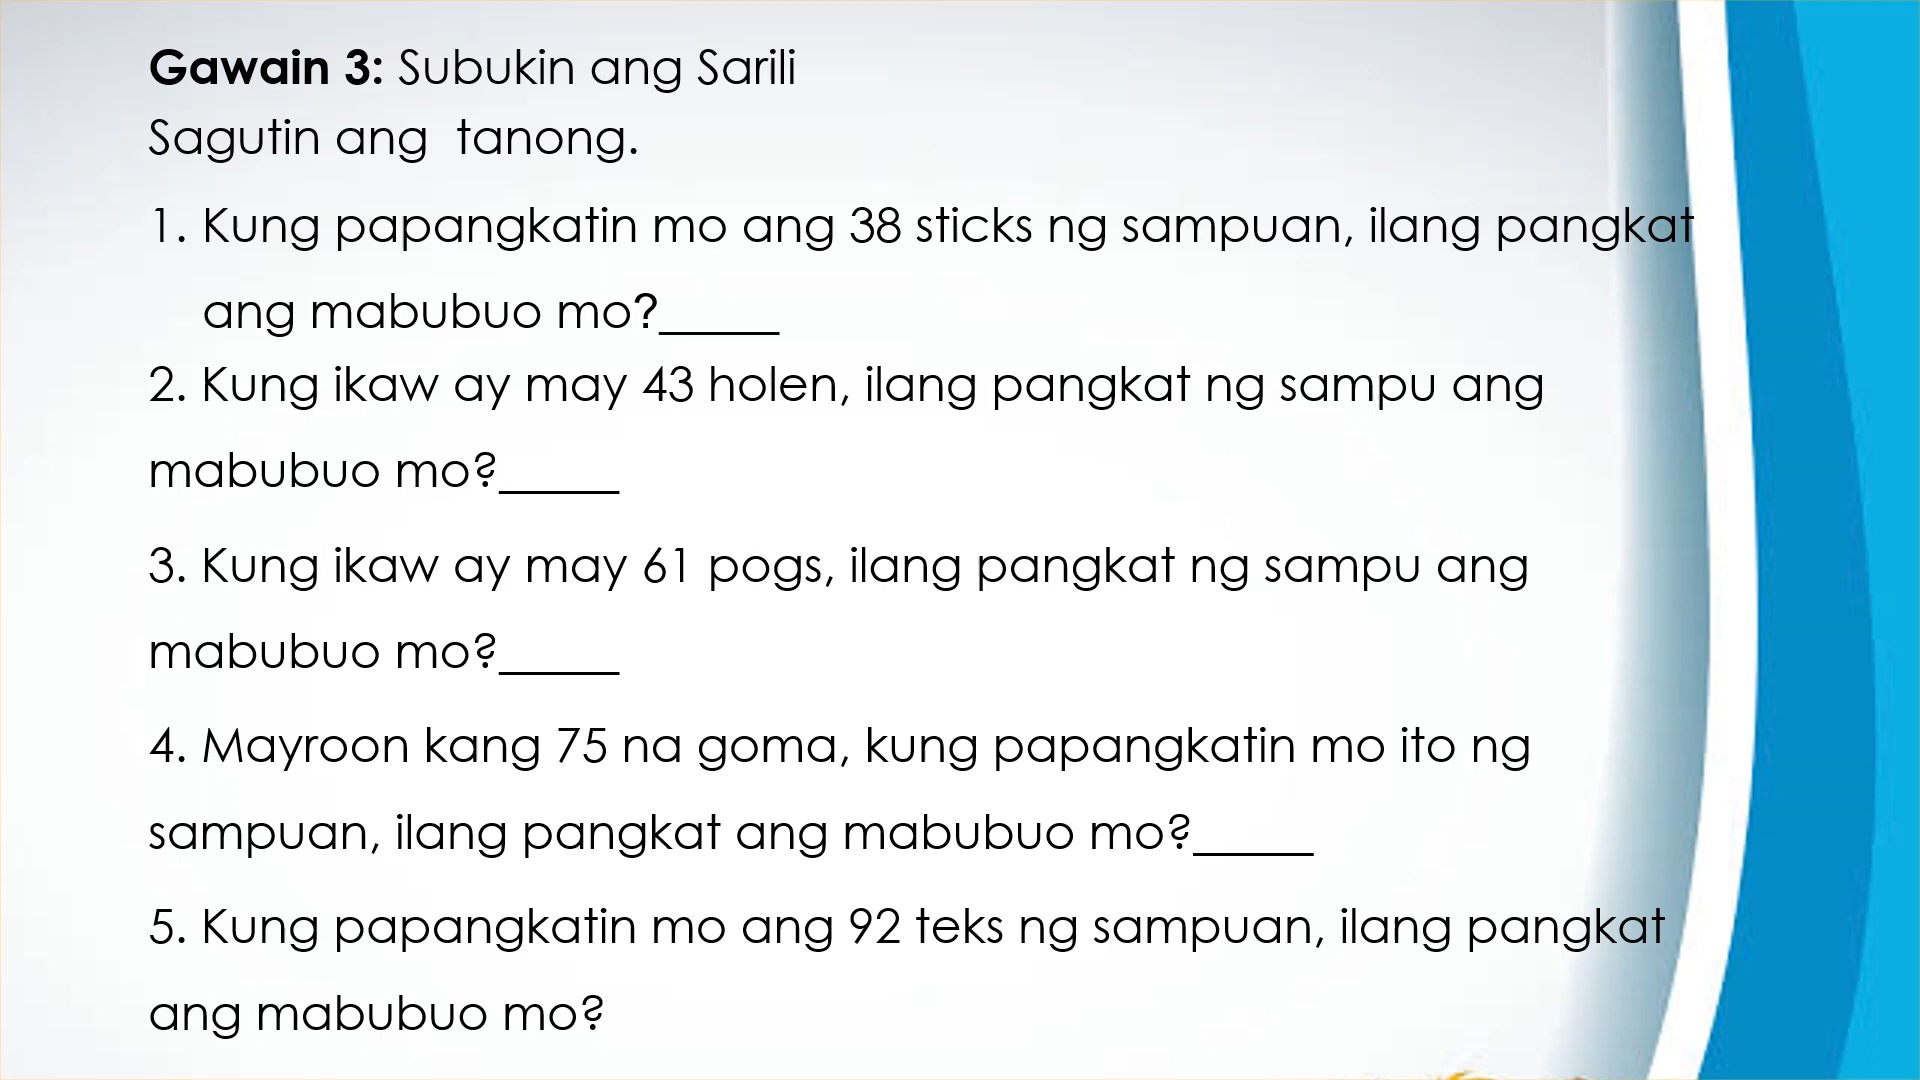 Gawain 3: Subukin ang Sarili
Sagutin ang tanong.
1. Kung papangkatin mo ang 38 sticks ng sampuan, ilang pangkat
ang mabubuo mo?_____
2. Kung ikaw ay may 43 holen, ilang pangkat ng sampu ang
mabubuo mo?_____
3. Kung ikaw ay may 61 pogs, ilang pangkat ng sampu ang
mabubuo mo?_____
4. Mayroon kang 75 na goma, kung papangkatin mo ito ng
sampuan, ilang pangkat ang mabubuo mo?_____
5. Kung papangkatin mo ang 92 teks ng sampuan, ilang pangkat
ang mabubuo mo?